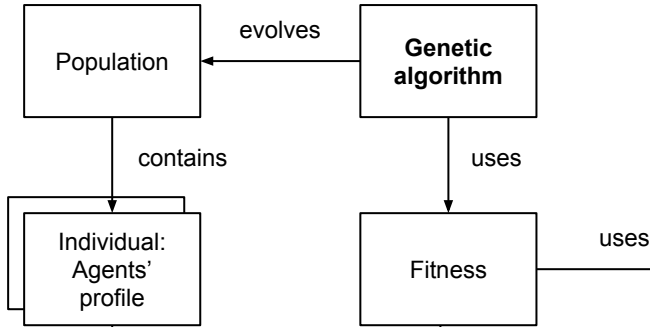 evolves
Population
Genetic
algorithm
contains
uses
Individual:
Agents'
profile
Fitness
uses